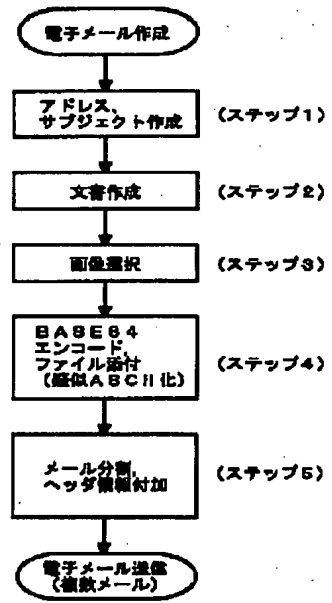 電子メール作成
アドレス、
サブジェクト作成
(ステップ1)
文書作成
(ステップ2)
画像選択
(ステップ3)
BASE64
エンコード,
ファイル添付
(疑似ASCII化)
(ステップ4)
メール分割,
ヘッダ情報付加
(ステップ5)
電子メール送信
(複数メール)